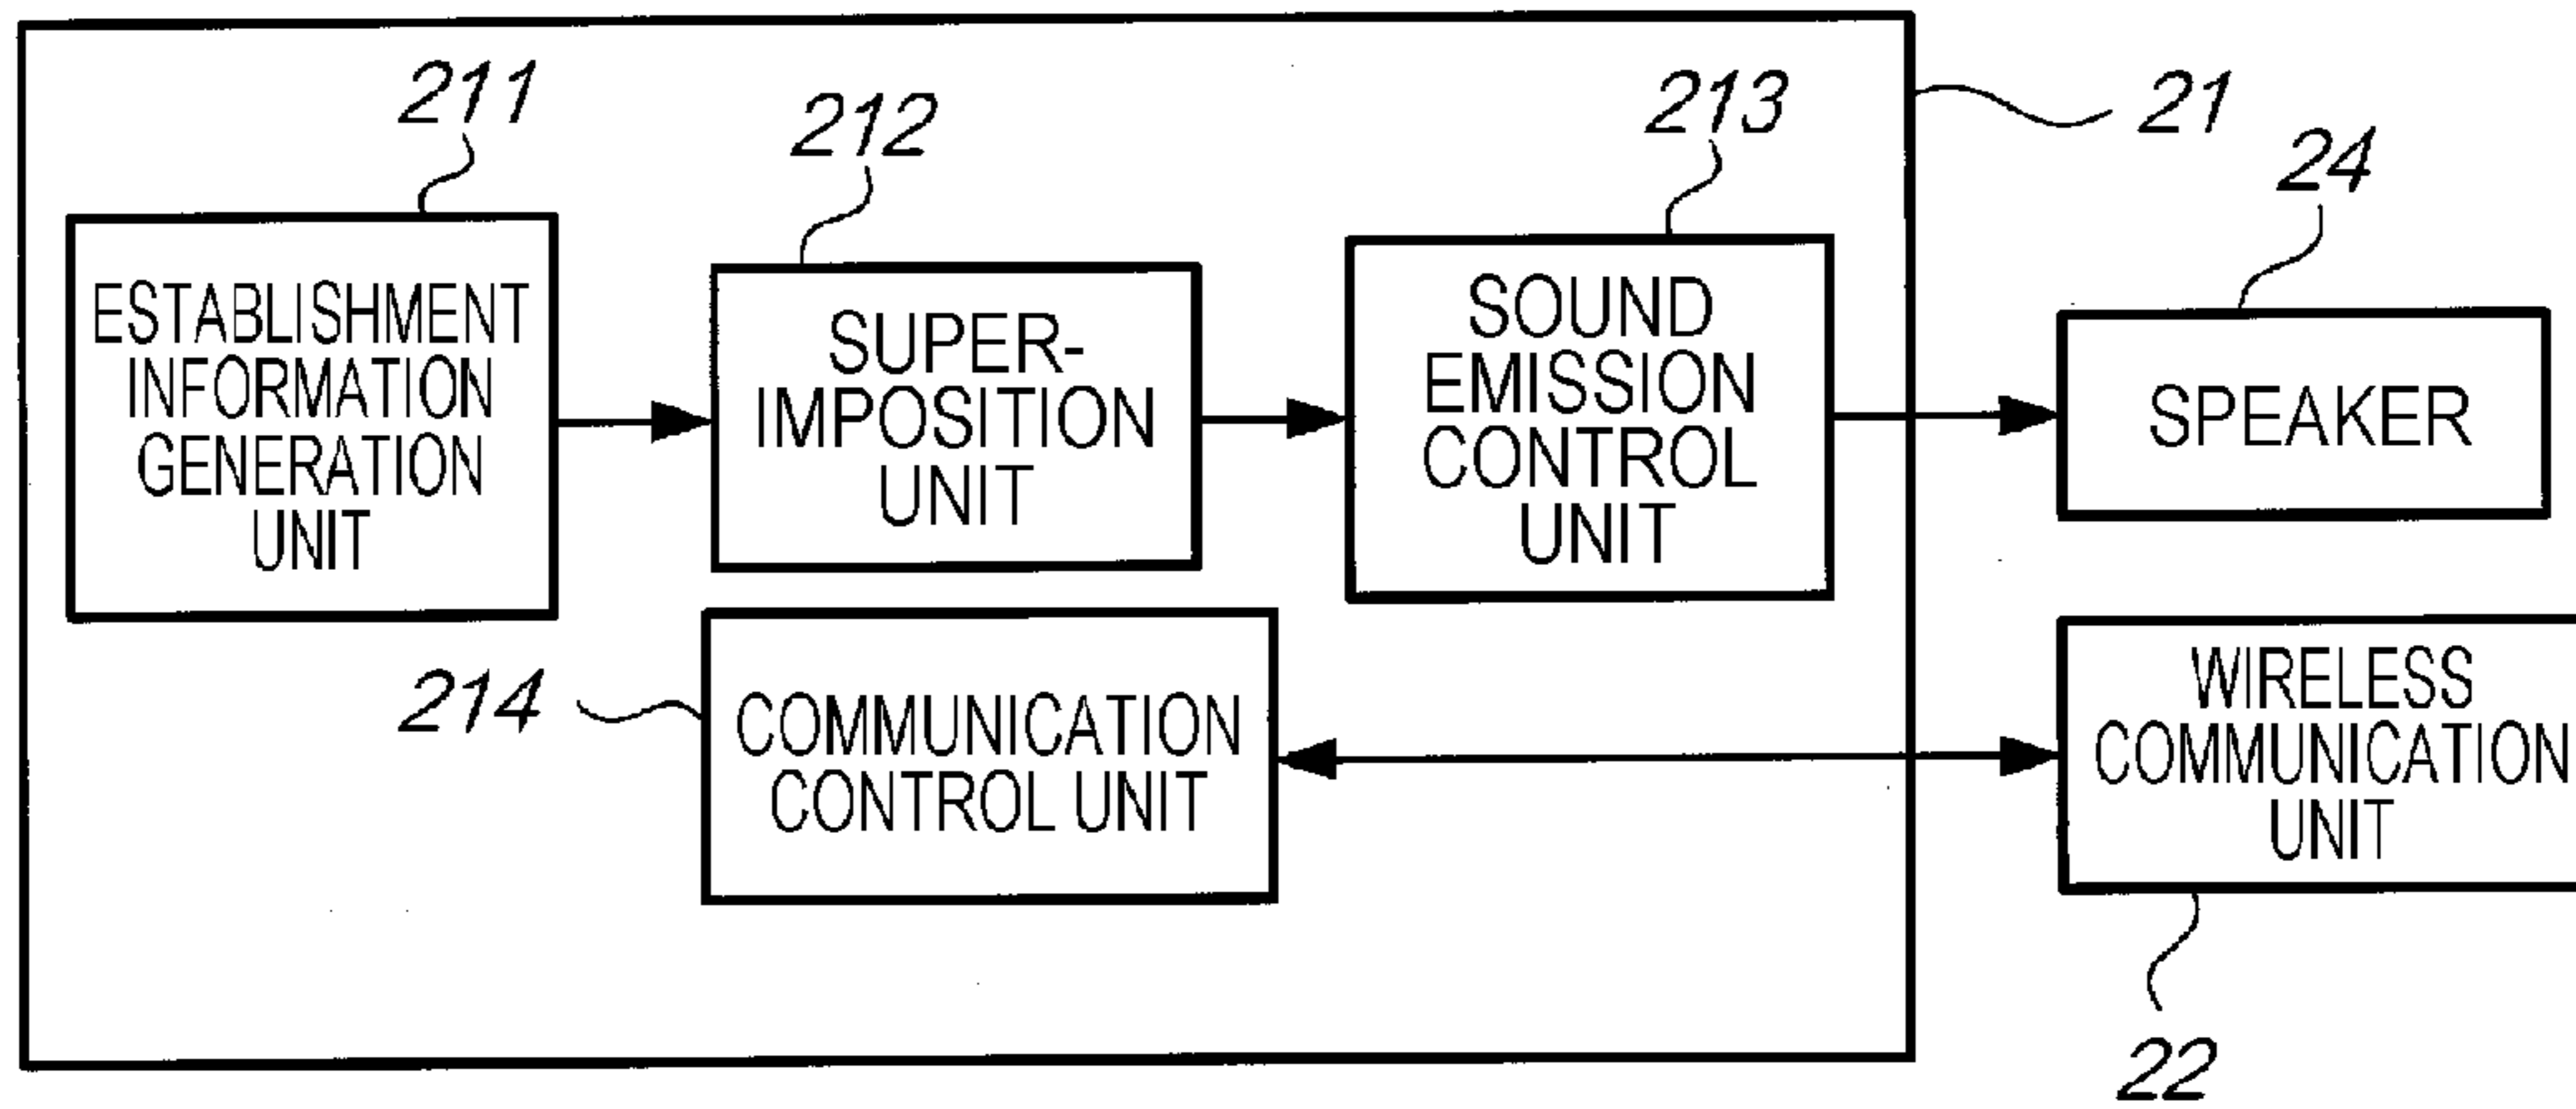 211
212
213
21
24
ESTABLISHMENT
INFORMATION
GENERATION
UNIT
SUPER-
IMPOSITION
UNIT
SOUND
EMISSION
CONTROL
UNIT
SPEAKER
214
COMMUNICATION
CONTROL UNIT
WIRELESS
COMMUNICATION
UNIT
22